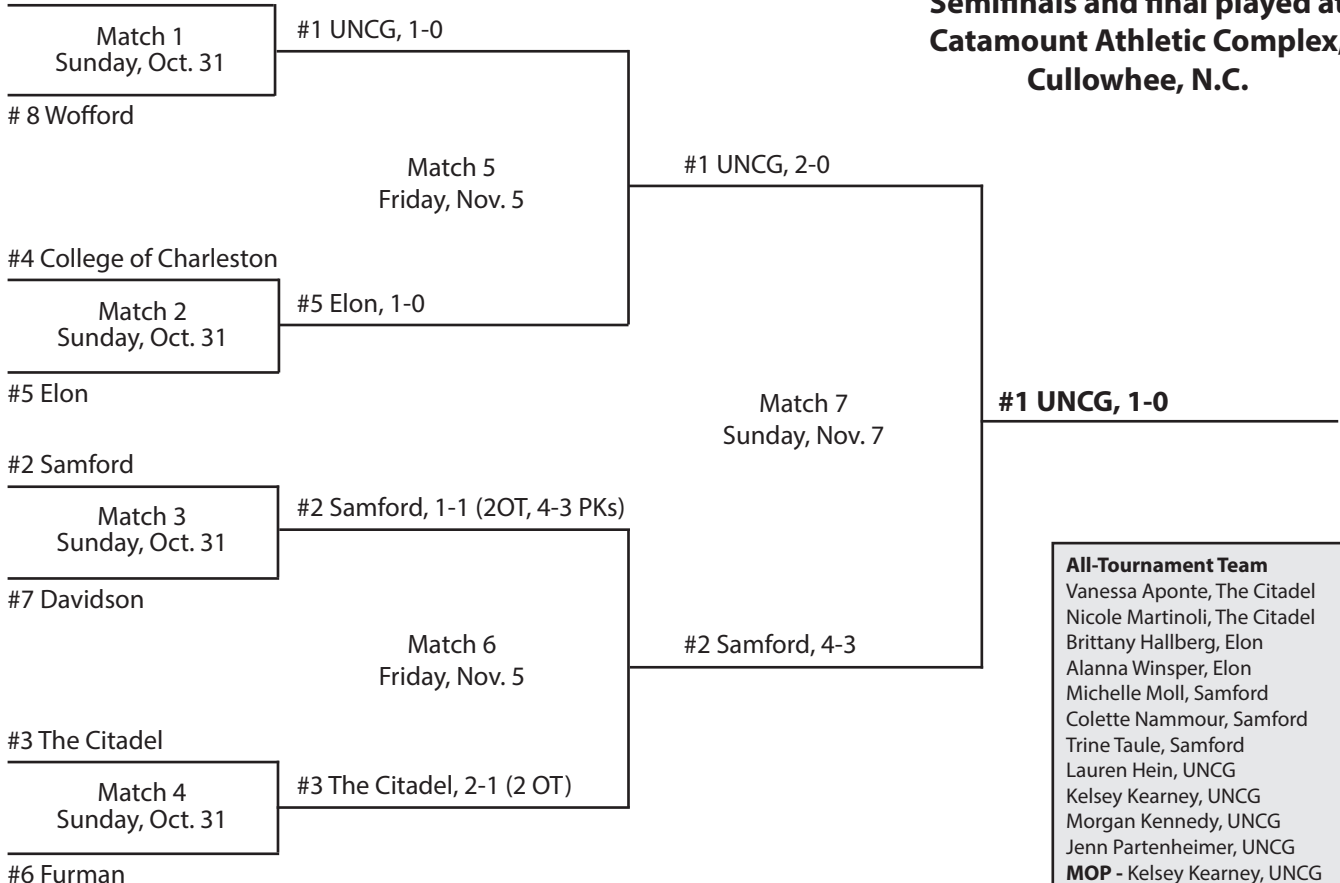 Semifinals and final played at
Catamount Athletic Complex,
Cullowhee, N.C.
Match 1
Sunday, Oct. 31
#1 UNCG, 1-0
# 8 Wofford
Match 5
Friday, Nov. 5
#1 UNCG, 2-0
#4 College of Charleston
Match 2
Sunday, Oct. 31
#5 Elon, 1-0
#5 Elon
Match 7
Sunday, Nov. 7
#1 UNCG, 1-0
#2 Samford
Match 3
Sunday, Oct. 31
#2 Samford, 1-1 (2OT, 4-3 PKs)
#7 Davidson
Match 6
Friday, Nov. 5
#2 Samford, 4-3
#3 The Citadel
Match 4
Sunday, Oct. 31
#3 The Citadel, 2-1 (2 OT)
#6 Furman
All-Tournament Team
Vanessa Aponte, The Citadel
Nicole Martinoli, The Citadel
Brittany Hallberg, Elon
Alanna Winsper, Elon
Michelle Moll, Samford
Colette Nammour, Samford
Trine Taule, Samford
Lauren Hein, UNCG
Kelsey Kearney, UNCG
Morgan Kennedy, UNCG
Jenn Partenheimer, UNCG
MOP - Kelsey Kearney, UNCG